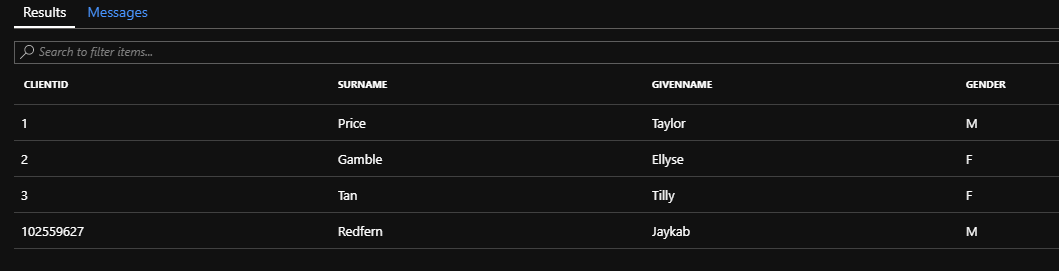 Results Messages
Search to filter items...
CLIENTID SURNAME GIVENNAME GENDER
1 Price Taylor M
2 Gamble Ellyse F
3 Tan Tilly F
102559627 Redfern Jaykab M